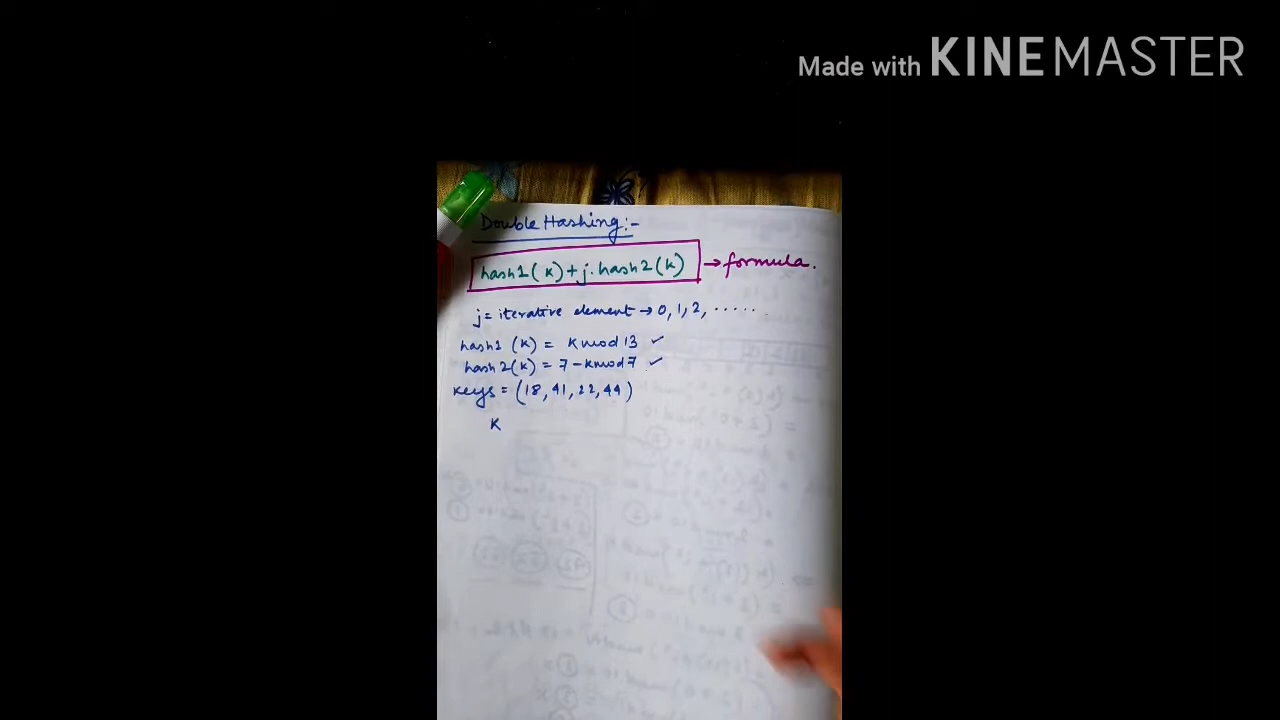 Made with KINEMASTER
Double Hashing:-
hash1(k)+j.hash2(k) → formula.
j = iterative element → 0, 1, 2, ......
hash1 (k) = k mod 13 ✓
hash2(k) = 7 - k mod 7 ✓
keys = (18, 41, 22, 44)
K